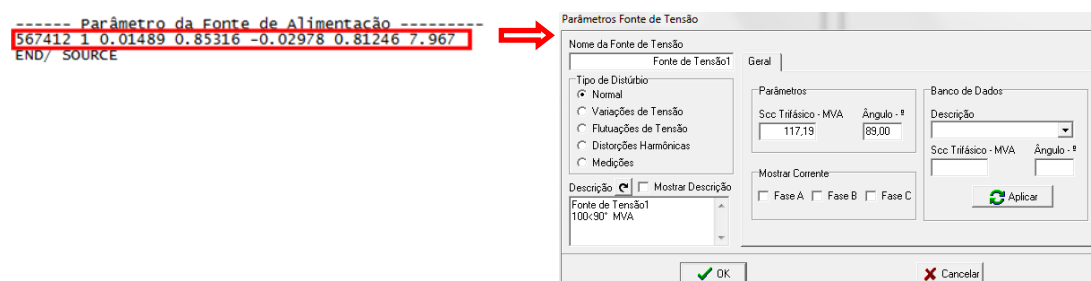 ------ Parâmetro da Fonte de Alimentação ---------
567412 1 0.01489 0.85316 -0.02978 0.81246 7.967
END/ SOURCE
Parâmetros Fonte de Tensão
Nome da Fonte de Tensão
Fonte de Tensão1
Tipo de Distúrbio
Normal
Variações de Tensão
Flutuações de Tensão
Distorções Harmônicas
Medições
Descrição
Mostrar Descrição
Fonte de Tensão1
100<90° MVA
Geral
Parâmetros
Scc Trifásico - MVA Ângulo - º
117,19 89,00
Mostrar Corrente
Fase A Fase B Fase C
Banco de Dados
Descrição
Scc Trifásico - MVA Ângulo - º
Aplicar
OK
Cancelar